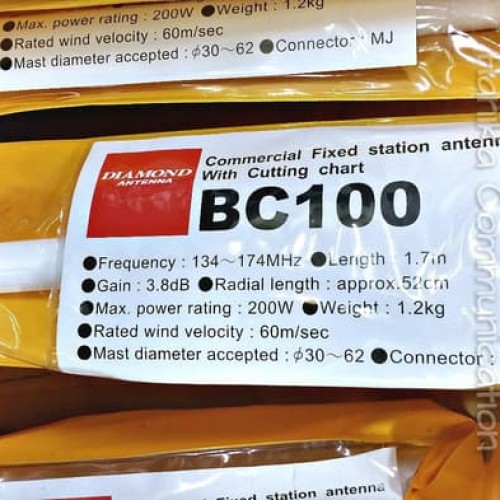 ●Max. power rating : 200W ●Weight : 1.2kg
●Rated wind velocity : 60m/sec
●Mast diameter accepted : ϕ30～62 ●Connector : MJ
DIAMOND
ANTENNA
Commercial Fixed station antenn
With Cutting chart
BC100
●Frequency : 134～174MHz ●Length : 1.7m
●Gain : 3.8dB ●Radial length : approx.52cm
●Max. power rating : 200W ●Weight : 1.2kg
●Rated wind velocity : 60m/sec
●Mast diameter accepted : ϕ30～62 ●Connector :
Fixed station antenna
Communication